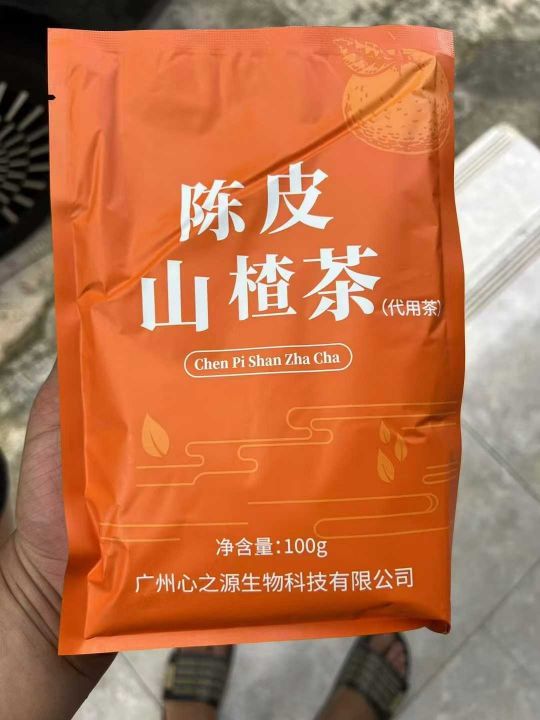 陈皮
山楂茶(代用茶)
Chen Pi Shan Zha Cha
净含量:100g
广州心之源生物科技有限公司